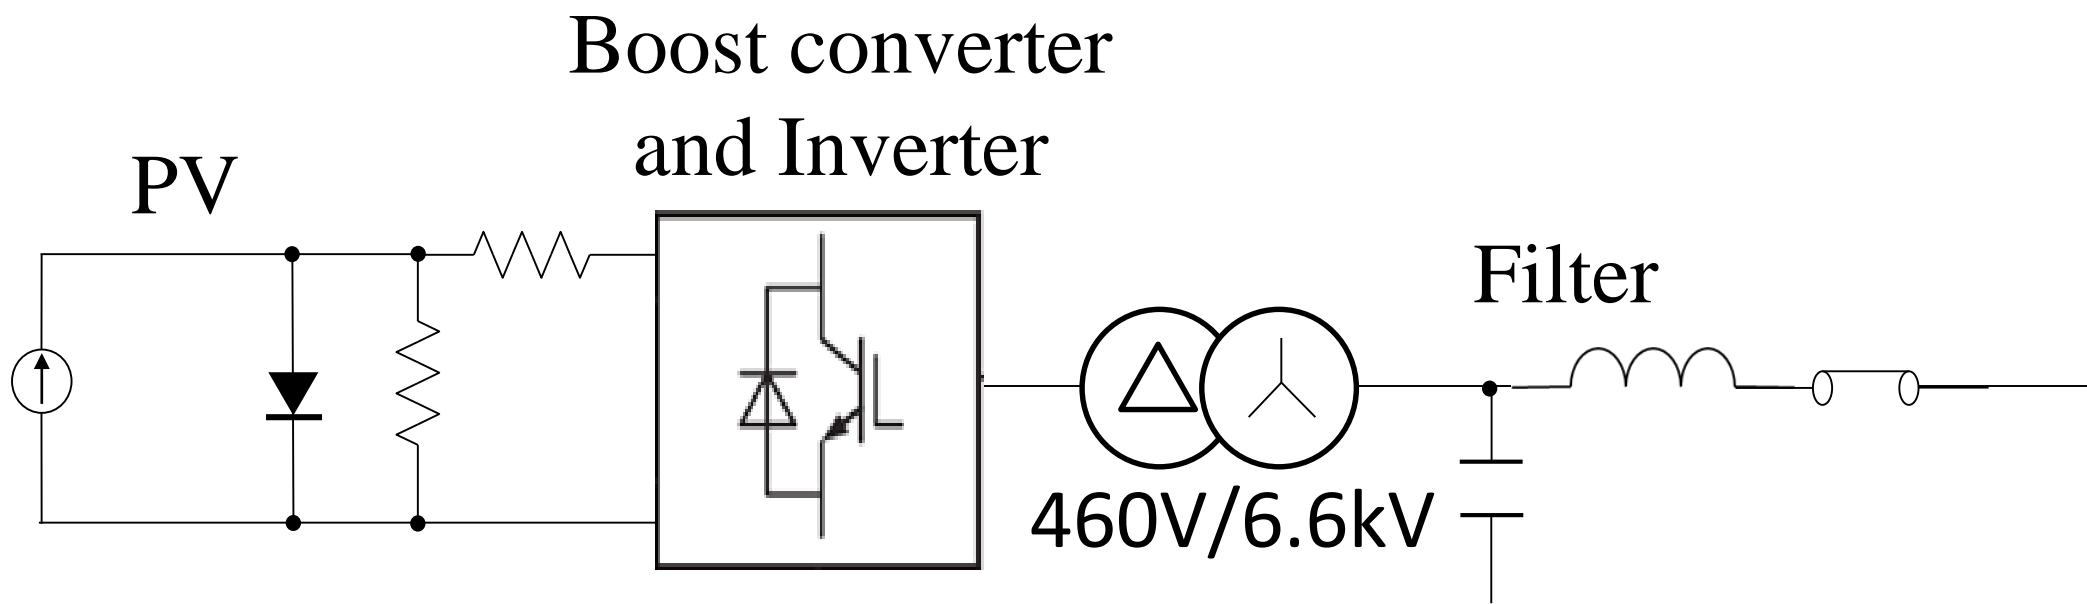 Boost converter
and Inverter
PV
Filter
460V/6.6kV